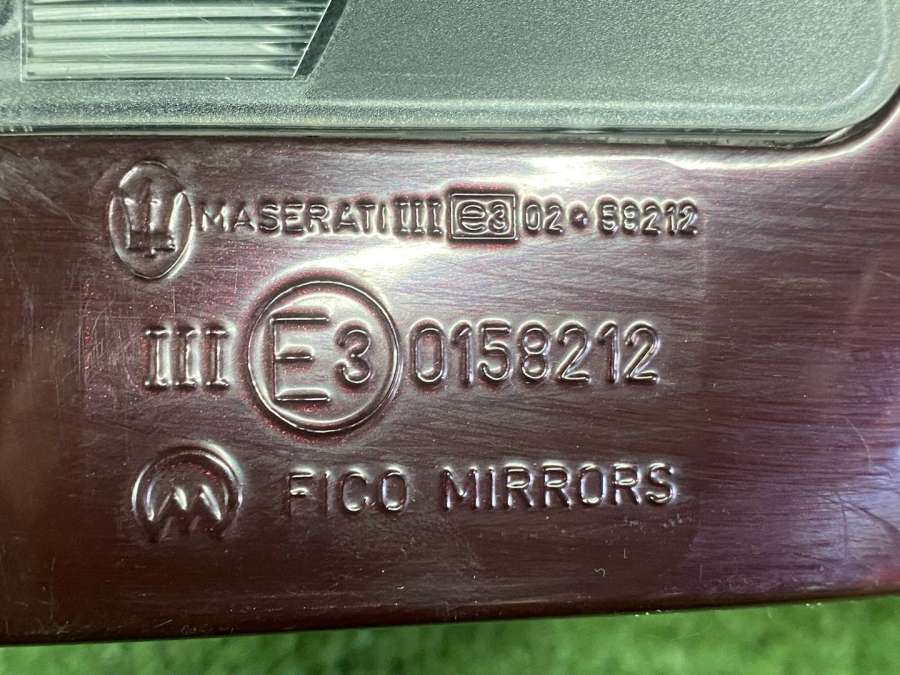 MASERATI III e3 02•58212
III E3 0158212
FICO MIRRORS